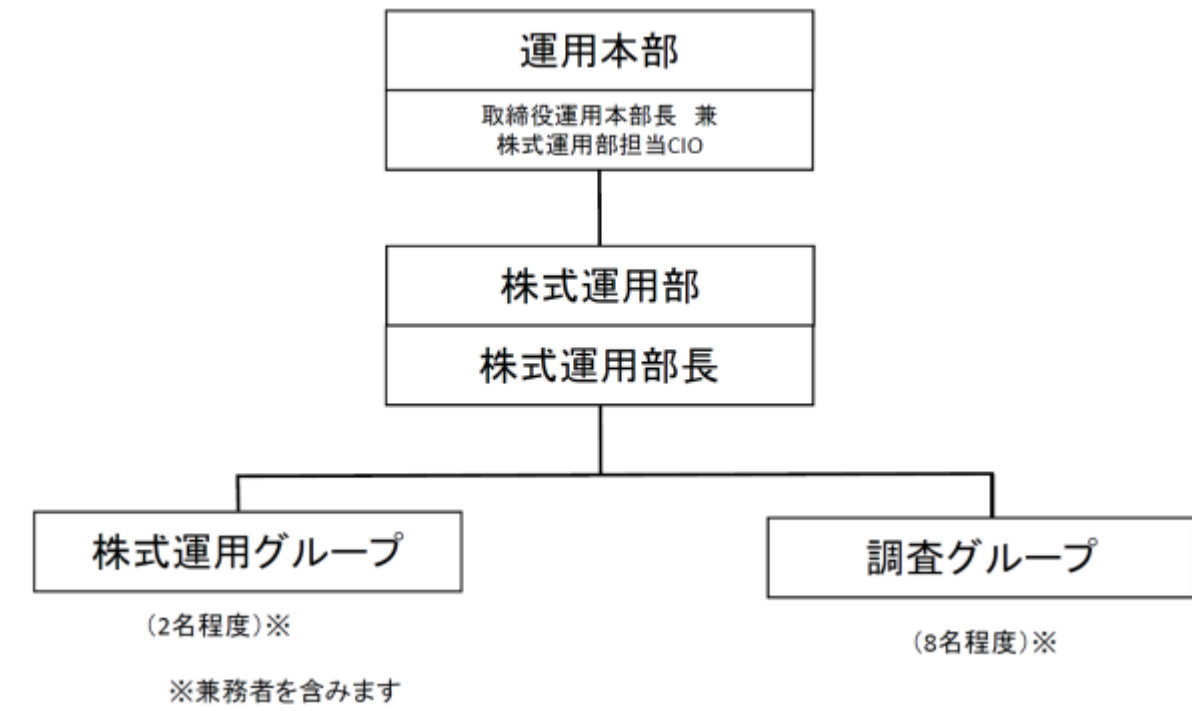 運用本部
取締役運用本部長　兼
株式運用部担当CIO
株式運用部
株式運用部長
株式運用グループ
調査グループ
（2名程度）※
（8名程度）※
※兼務者を含みます